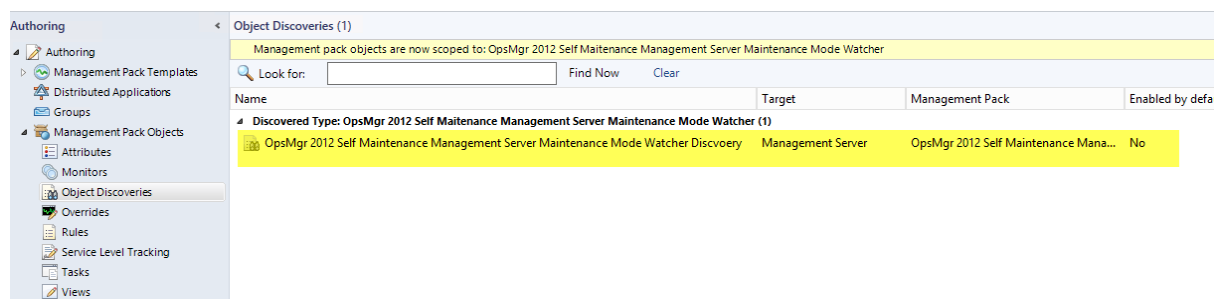 Authoring
Object Discoveries (1)
Authoring
Management pack objects are now scoped to: OpsMgr 2012 Self Maitenance Management Server Maintenance Mode Watcher
Management Pack Templates
Look for:
Find Now
Clear
Distributed Applications
Name
Target
Management Pack
Enabled by defa
Groups
Discovered Type: OpsMgr 2012 Self Maitenance Management Server Maintenance Mode Watcher (1)
Management Pack Objects
OpsMgr 2012 Self Maintenance Management Server Maintenance Mode Watcher Discvoery
Management Server
OpsMgr 2012 Self Maintenance Mana...
No
Attributes
Monitors
Object Discoveries
Overrides
Rules
Service Level Tracking
Tasks
Views